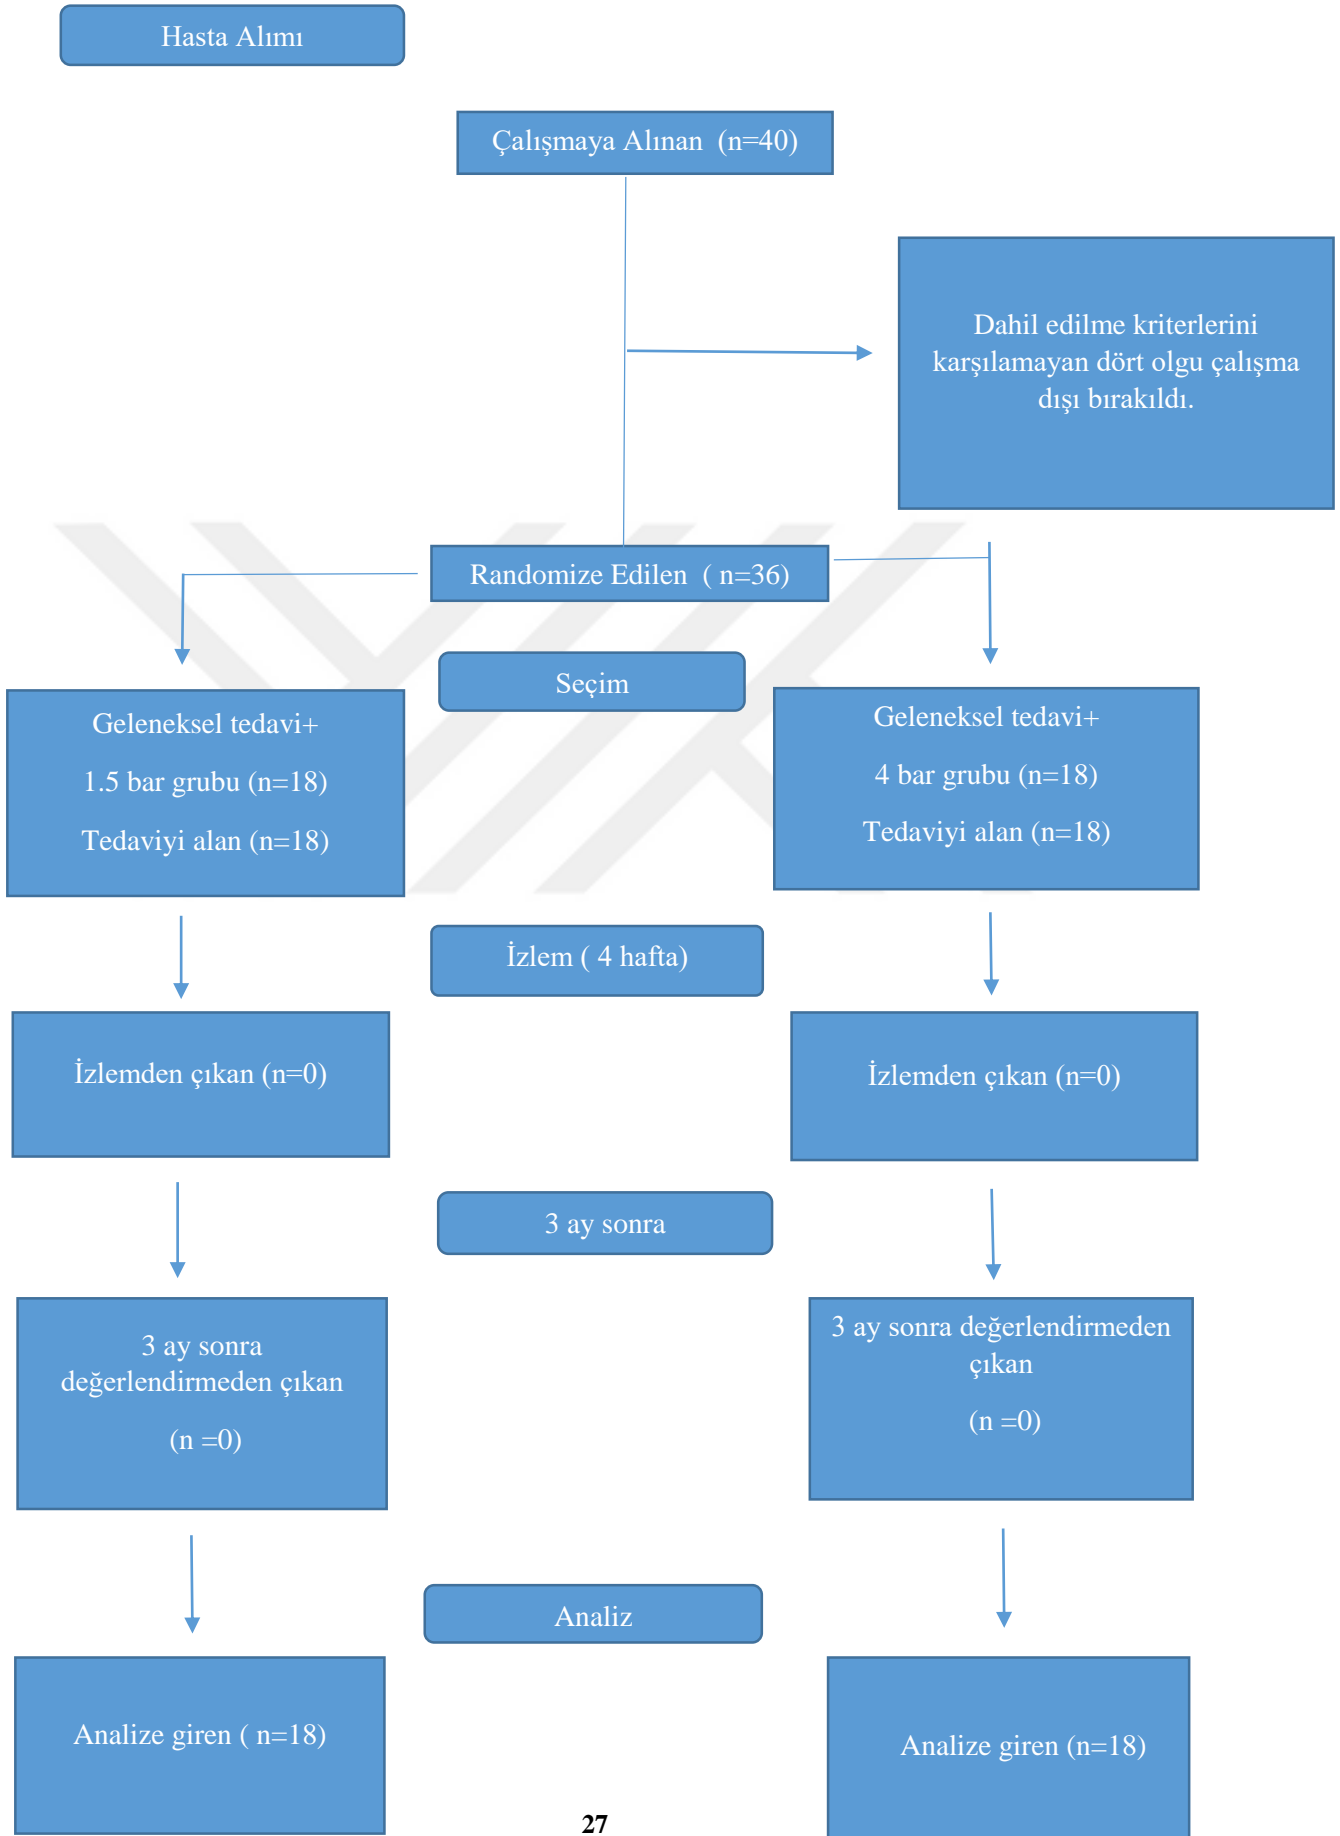 Hasta Alımı
Çalışmaya Alınan (n=40)
Dahil edilme kriterlerini
karşılamayan dört olgu çalışma
dışı bırakıldı.
Randomize Edilen ( n=36)
Seçim
Geleneksel tedavi+
1.5 bar grubu (n=18)
Tedaviyi alan (n=18)
Geleneksel tedavi+
4 bar grubu (n=18)
Tedaviyi alan (n=18)
İzlem ( 4 hafta)
İzlemden çıkan (n=0)
İzlemden çıkan (n=0)
3 ay sonra
3 ay sonra
değerlendirmeden çıkan
(n =0)
3 ay sonra değerlendirmeden
çıkan
(n =0)
Analiz
Analize giren ( n=18)
Analize giren (n=18)
27